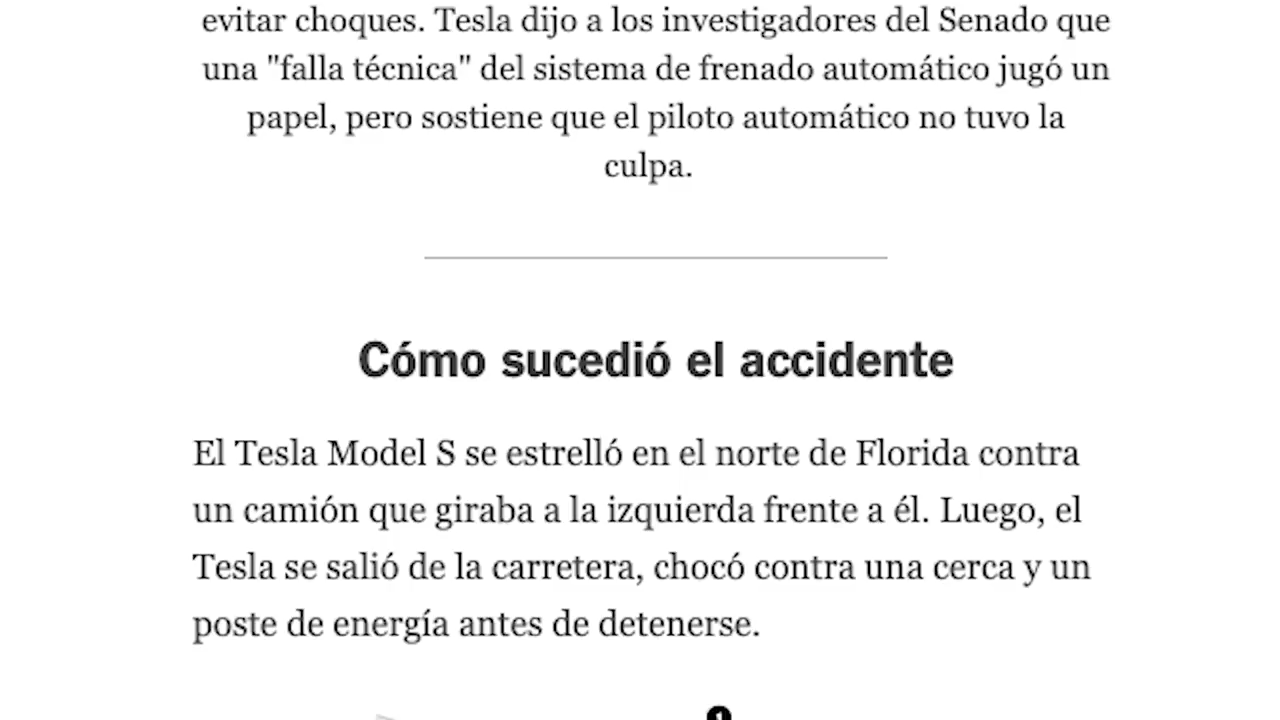 evitar choques. Tesla dijo a los investigadores del Senado que
una "falla técnica" del sistema de frenado automático jugó un
papel, pero sostiene que el piloto automático no tuvo la
culpa.
Cómo sucedió el accidente
El Tesla Model S se estrelló en el norte de Florida contra
un camión que giraba a la izquierda frente a él. Luego, el
Tesla se salió de la carretera, chocó contra una cerca y un
poste de energía antes de detenerse.